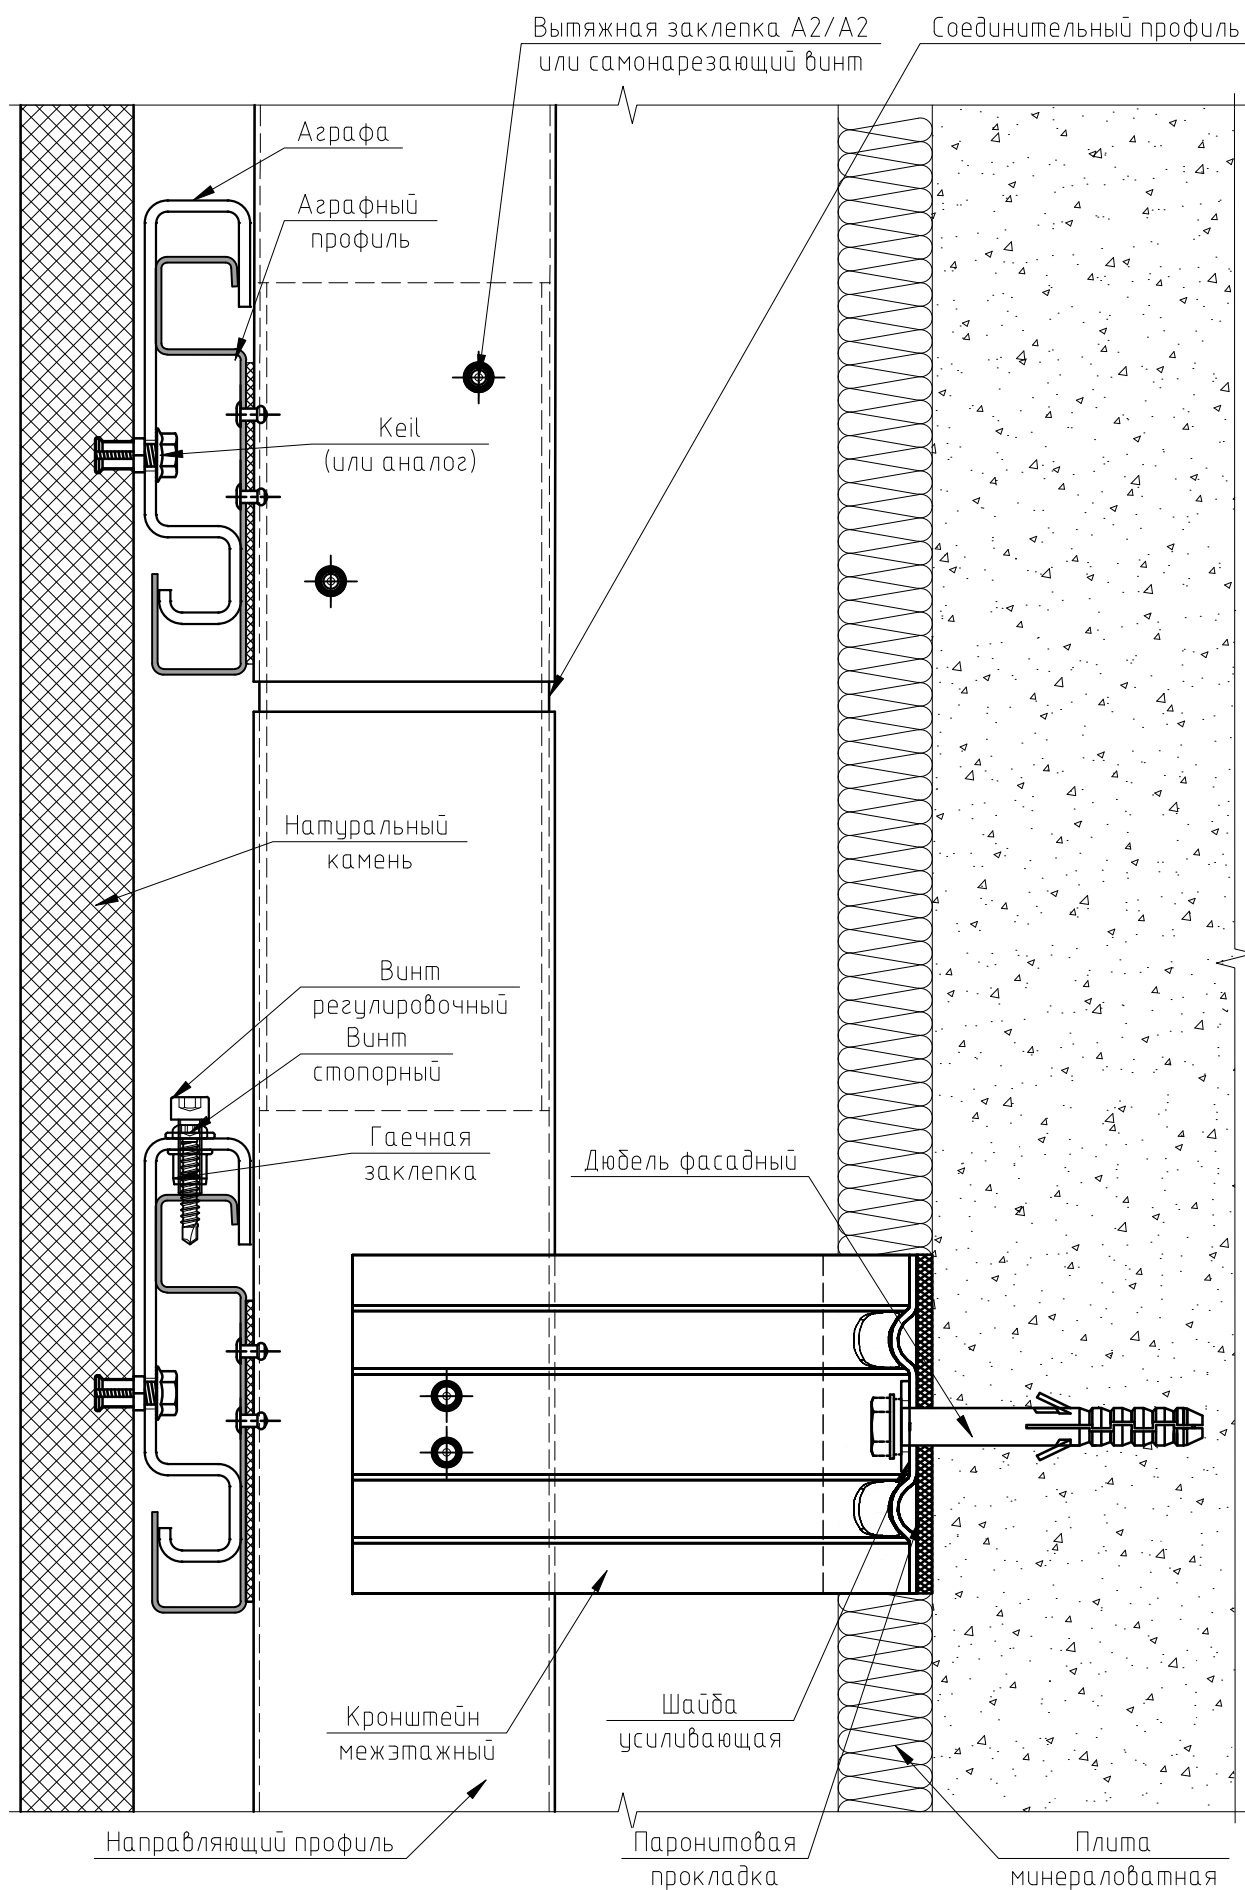 Вытяжная заклепка А2/А2
или самонарезающий винт
Соединительный профиль
Аграфа
Аграфный
профиль
Keil
(или аналог)
Натуральный
камень
Винт
регулировочный
Винт
стопорный
Гаечная
заклепка
Дюбель фасадный
Кронштейн
межэтажный
Шайба
усиливающая
Направляющий профиль
Паронитовая
прокладка
Плита
минераловатная